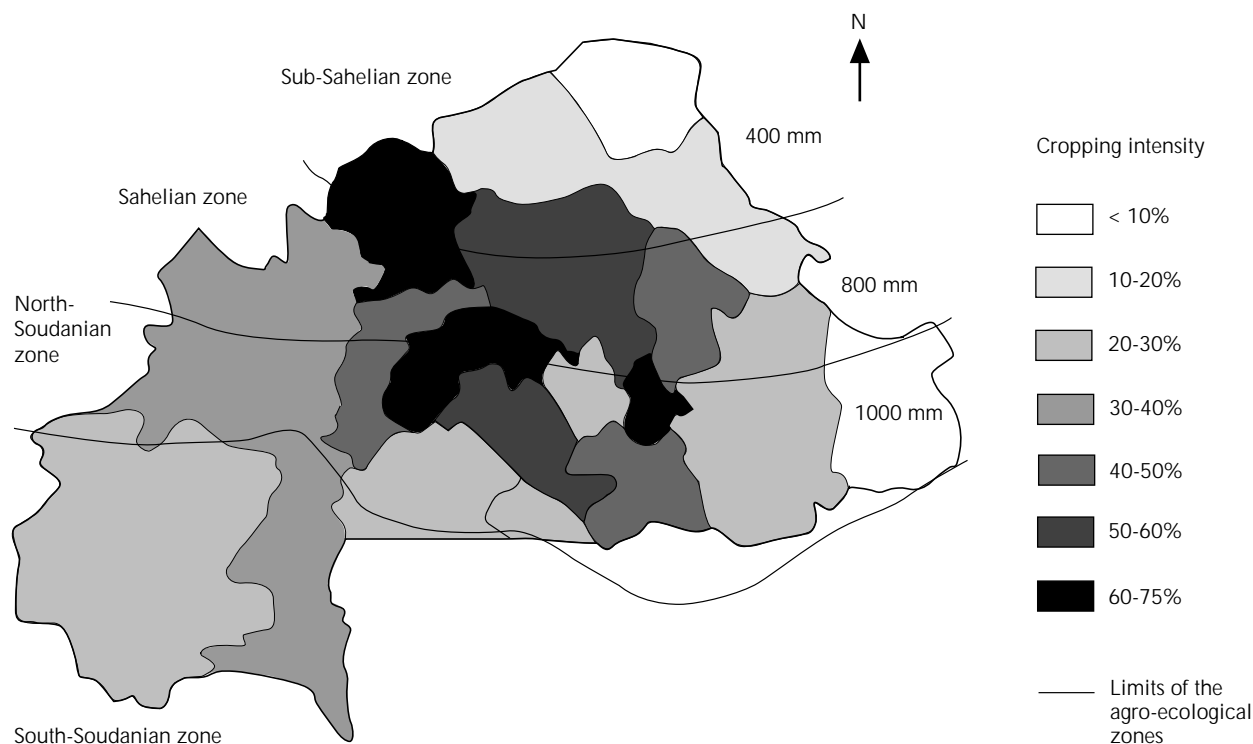 N
Sub-Sahelian zone
400 mm
Cropping intensity
Sahelian zone
< 10%
10-20%
800 mm
North-
Soudanian
zone
20-30%
30-40%
1000 mm
40-50%
50-60%
60-75%
Limits of the
agro-ecological
zones
South-Soudanian zone